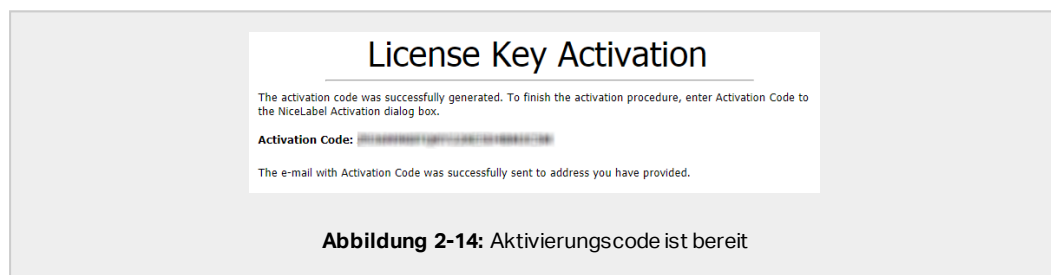 License Key Activation
The activation code was successfully generated. To finish the activation procedure, enter Activation Code to
the NiceLabel Activation dialog box.
Activation Code:
The e-mail with Activation Code was successfully sent to address you have provided.
Abbildung 2-14: Aktivierungscode ist bereit